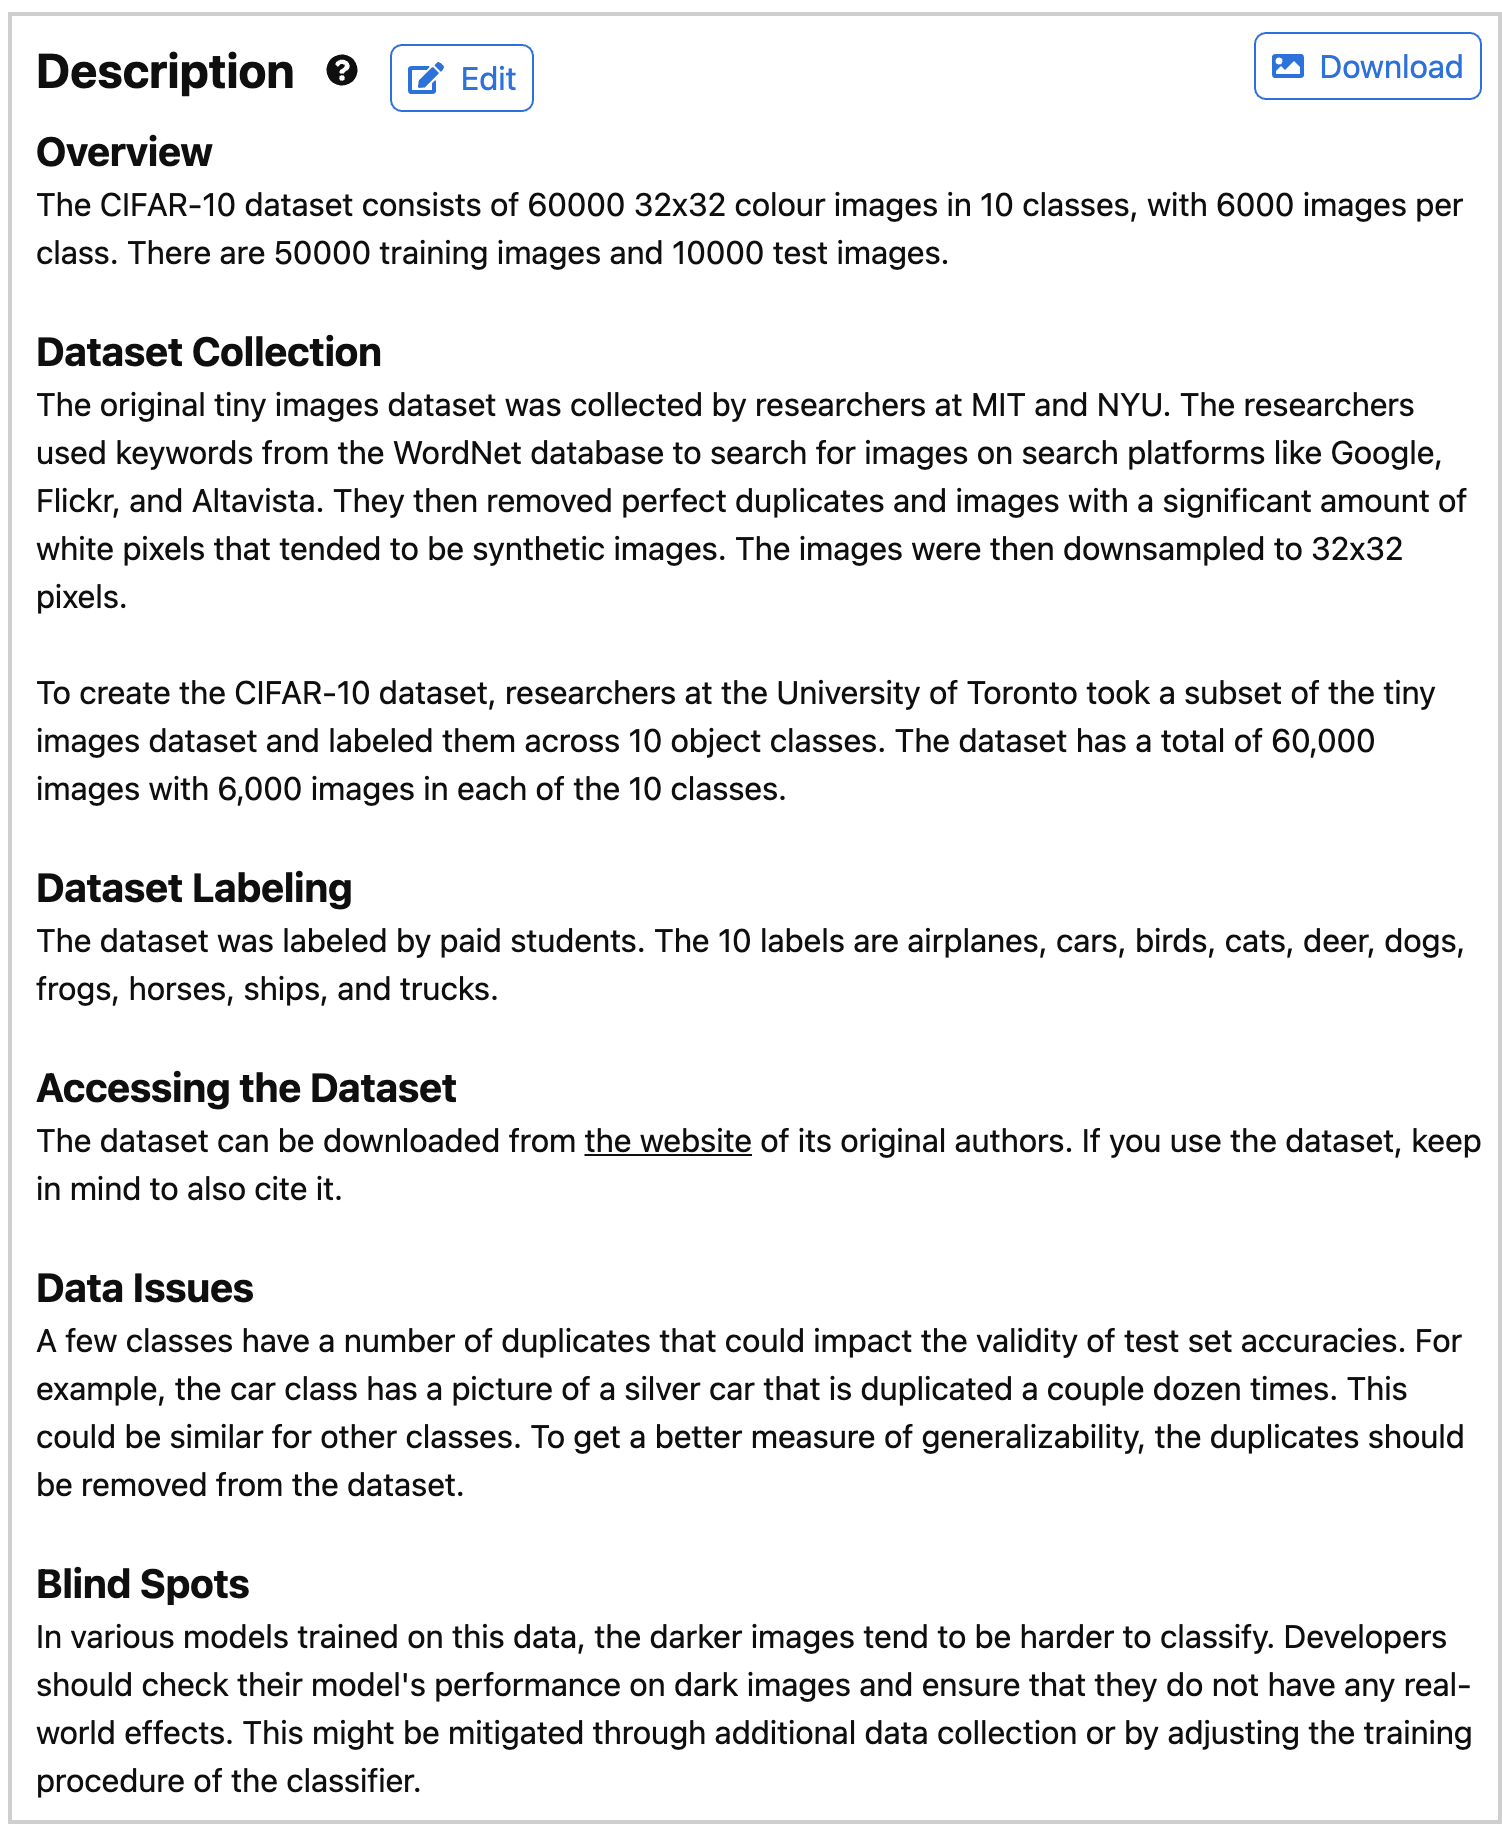 Description
Edit
Download
Overview
The CIFAR-10 dataset consists of 60000 32x32 colour images in 10 classes, with 6000 images per
class. There are 50000 training images and 10000 test images.
Dataset Collection
The original tiny images dataset was collected by researchers at MIT and NYU. The researchers
used keywords from the WordNet database to search for images on search platforms like Google,
Flickr, and Altavista. They then removed perfect duplicates and images with a significant amount of
white pixels that tended to be synthetic images. The images were then downsampled to 32x32
pixels.
To create the CIFAR-10 dataset, researchers at the University of Toronto took a subset of the tiny
images dataset and labeled them across 10 object classes. The dataset has a total of 60,000
images with 6,000 images in each of the 10 classes.
Dataset Labeling
The dataset was labeled by paid students. The 10 labels are airplanes, cars, birds, cats, deer, dogs,
frogs, horses, ships, and trucks.
Accessing the Dataset
The dataset can be downloaded from the website of its original authors. If you use the dataset, keep
in mind to also cite it.
Data Issues
A few classes have a number of duplicates that could impact the validity of test set accuracies. For
example, the car class has a picture of a silver car that is duplicated a couple dozen times. This
could be similar for other classes. To get a better measure of generalizability, the duplicates should
be removed from the dataset.
Blind Spots
In various models trained on this data, the darker images tend to be harder to classify. Developers
should check their model's performance on dark images and ensure that they do not have any real-
world effects. This might be mitigated through additional data collection or by adjusting the training
procedure of the classifier.